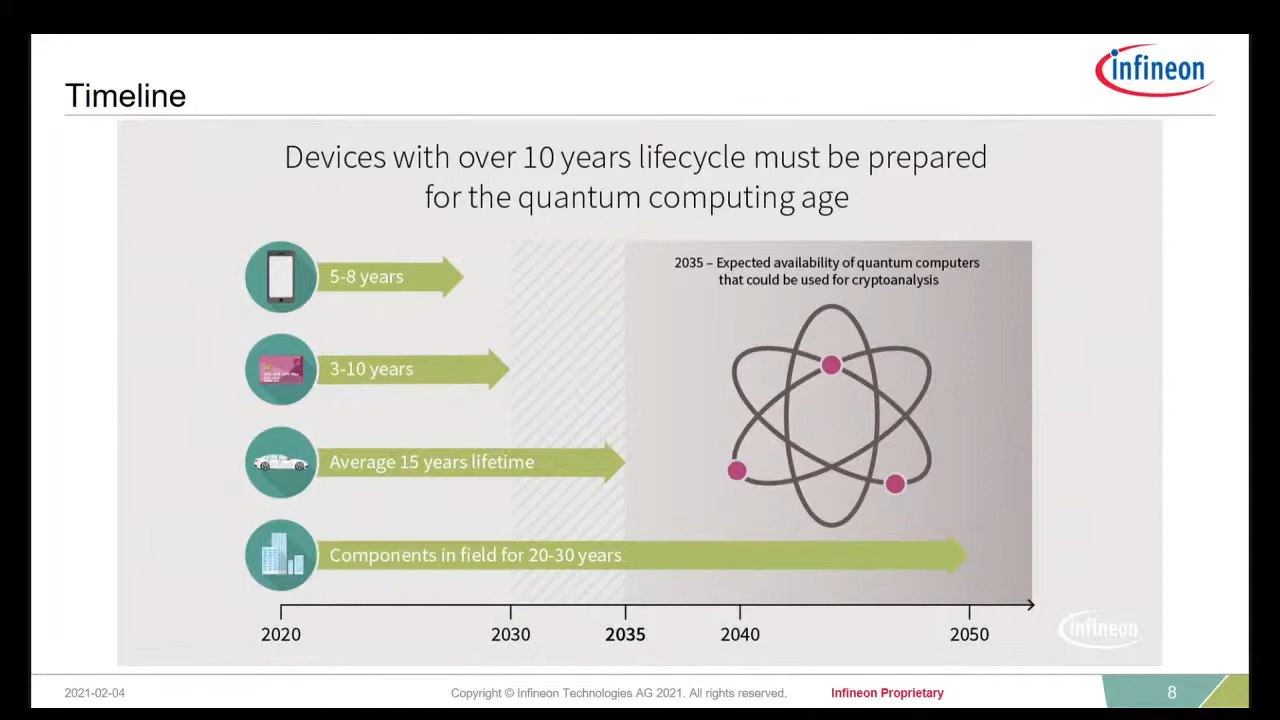 infineon
Timeline
Devices with over 10 years lifecycle must be prepared
for the quantum computing age
2035 – Expected availability of quantum computers
that could be used for cryptoanalysis
5-8 years
3-10 years
Average 15 years lifetime
Components in field for 20-30 years
2020
2030
2035
2040
2050
infineon
2021-02-04
Copyright © Infineon Technologies AG 2021. All rights reserved.
Infineon Proprietary
8